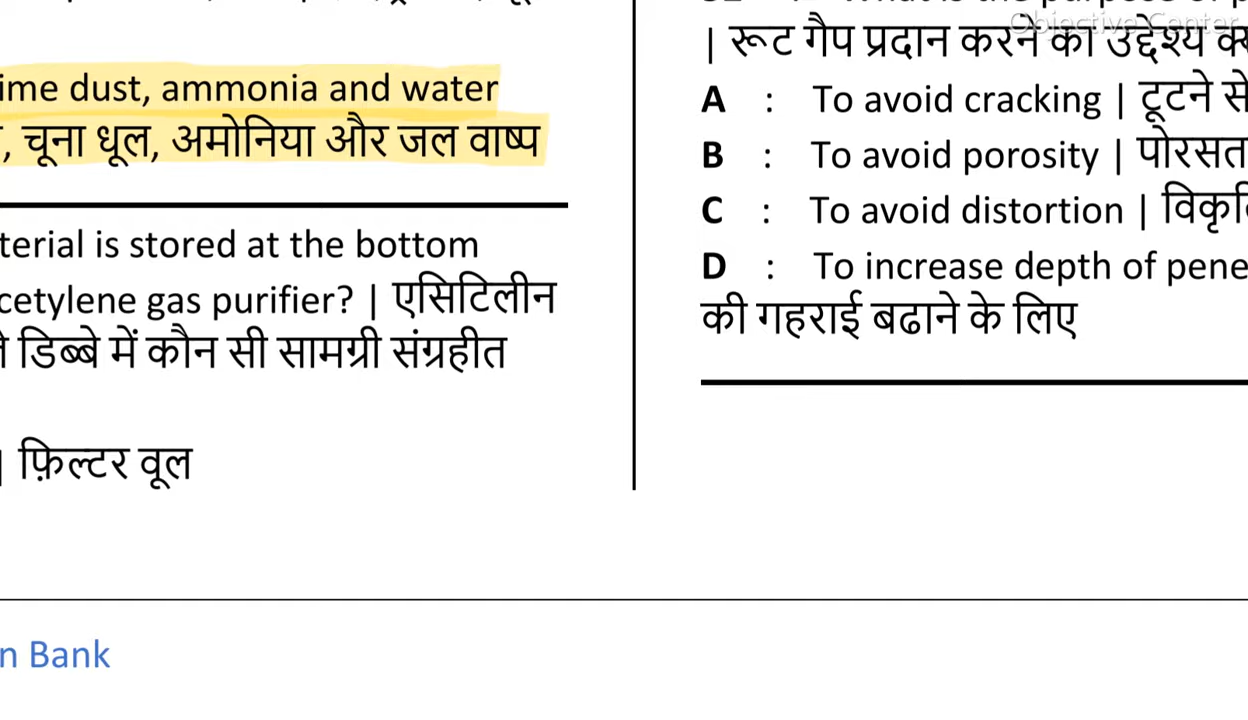 ime dust, ammonia and water
, चूना धूल, अमोनिया और जल वाष्प
terial is stored at the bottom
cetylene gas purifier? | एसिटिलीन
डिब्बे में कौन सी सामग्री संग्रहीत
| फ़िल्टर वूल
n Bank
Objective Center
| रूट गैप प्रदान करने का उद्देश्य
A : To avoid cracking | टूटने से
B : To avoid porosity | पोरसत
C : To avoid distortion | विकृति
D : To increase depth of pene
की गहराई बढाने के लिए